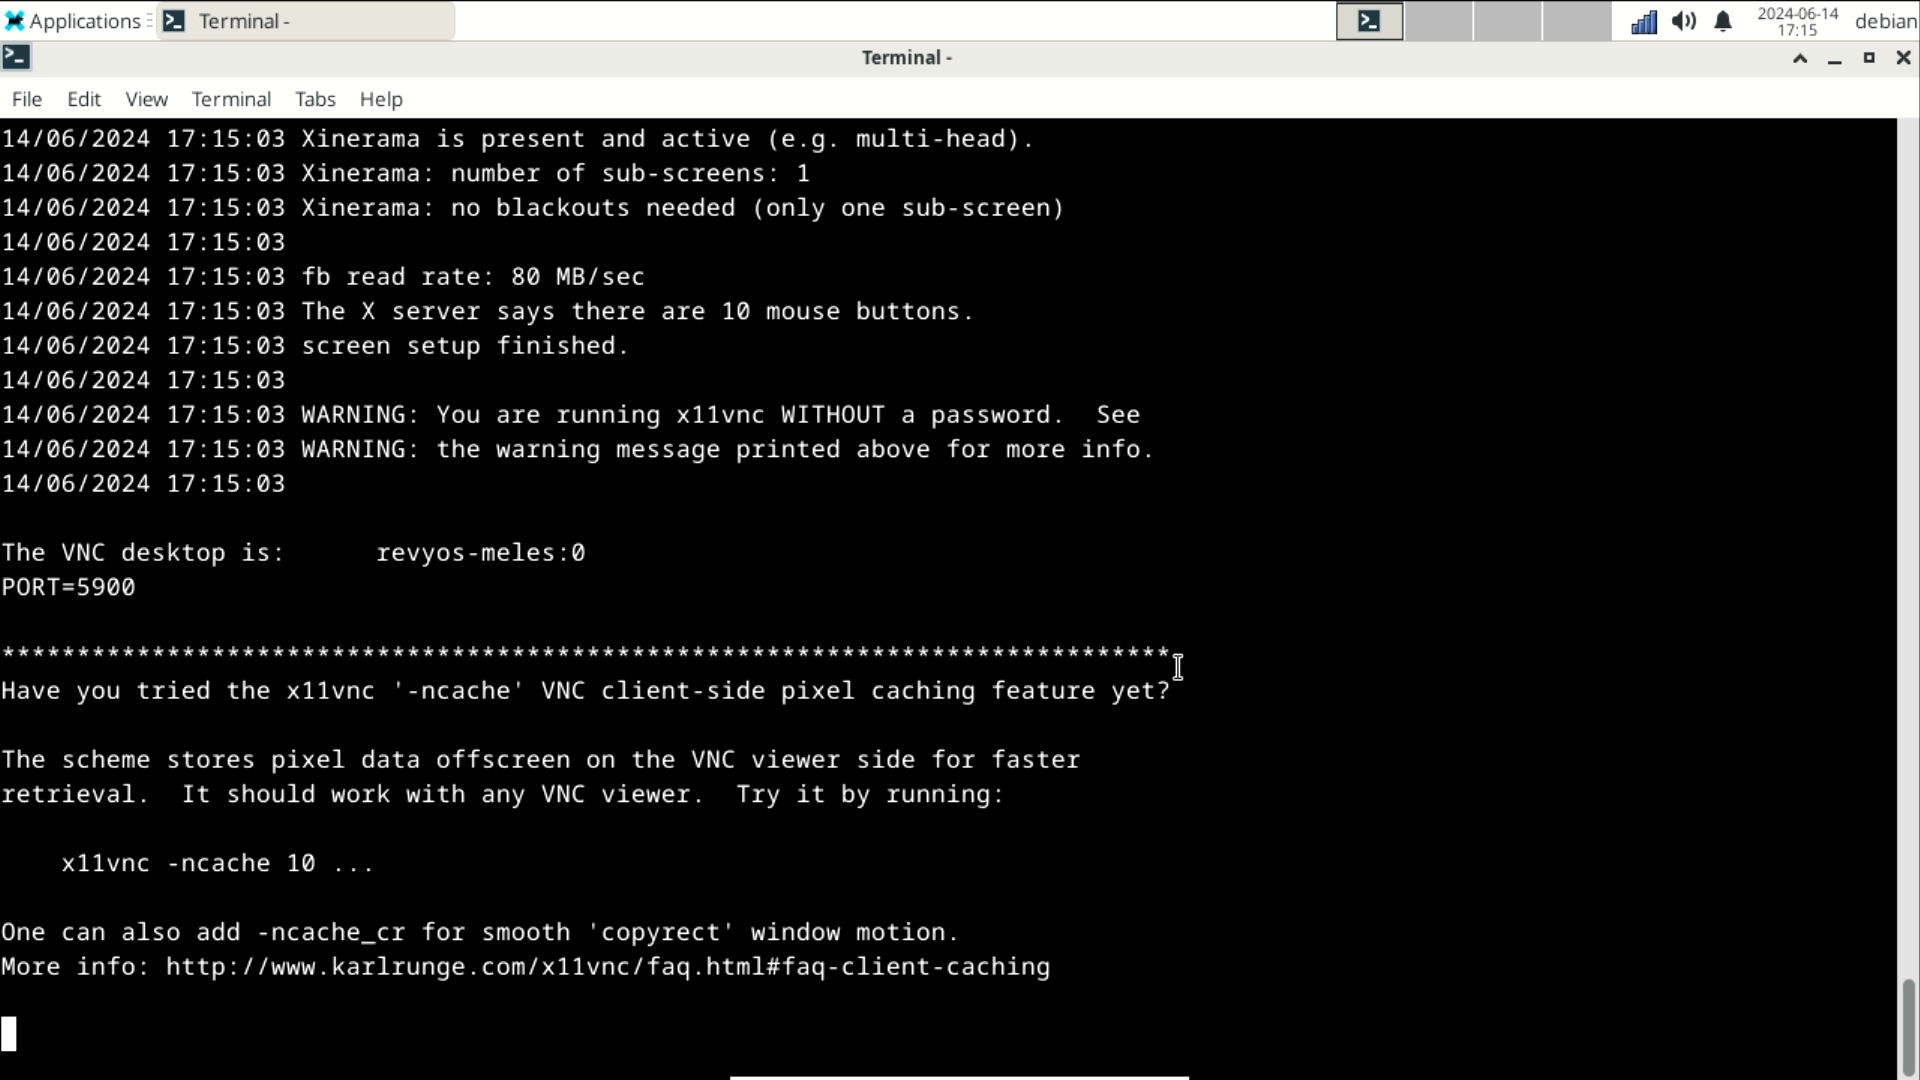 Applications Terminal - 2024-06-14 17:15 debian
Terminal -
File Edit View Terminal Tabs Help
14/06/2024 17:15:03 Xinerama is present and active (e.g. multi-head).
14/06/2024 17:15:03 Xinerama: number of sub-screens: 1
14/06/2024 17:15:03 Xinerama: no blackouts needed (only one sub-screen)
14/06/2024 17:15:03
14/06/2024 17:15:03 fb read rate: 80 MB/sec
14/06/2024 17:15:03 The X server says there are 10 mouse buttons.
14/06/2024 17:15:03 screen setup finished.
14/06/2024 17:15:03
14/06/2024 17:15:03 WARNING: You are running x11vnc WITHOUT a password.  See
14/06/2024 17:15:03 WARNING: the warning message printed above for more info.
14/06/2024 17:15:03
The VNC desktop is:      revyos-meles:0
PORT=5900
******************************************************************************
Have you tried the x11vnc '-ncache' VNC client-side pixel caching feature yet?
The scheme stores pixel data offscreen on the VNC viewer side for faster
retrieval.  It should work with any VNC viewer.  Try it by running:
x11vnc -ncache 10 ...
One can also add -ncache_cr for smooth 'copyrect' window motion.
More info: http://www.karlrunge.com/x11vnc/faq.html#faq-client-caching